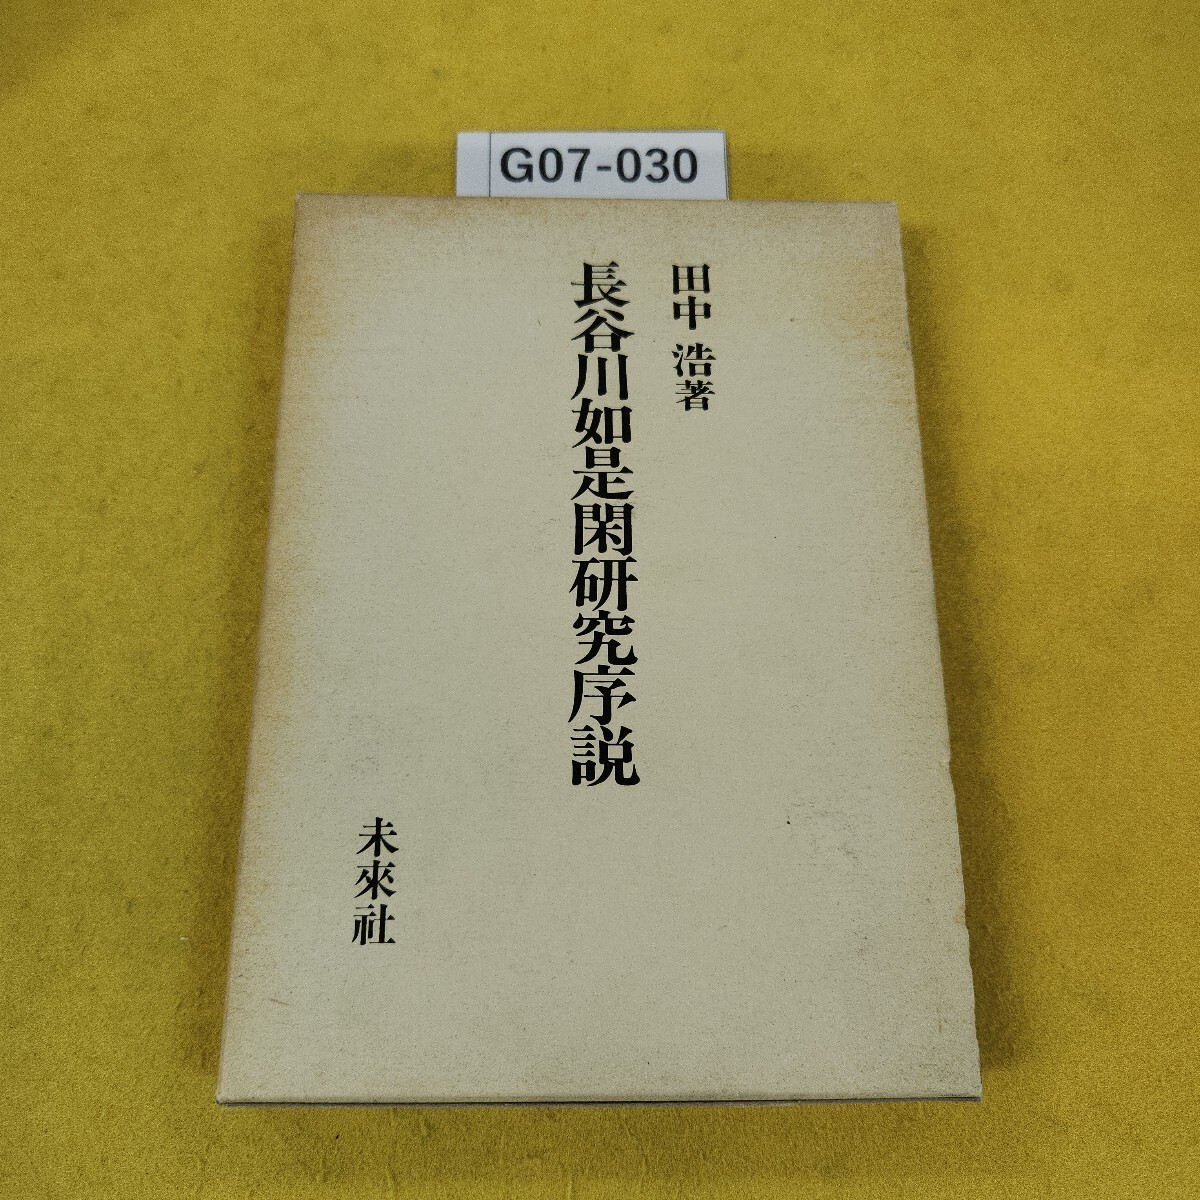 G07-030
田中 浩著
長谷川如是閑研究序説
未來社